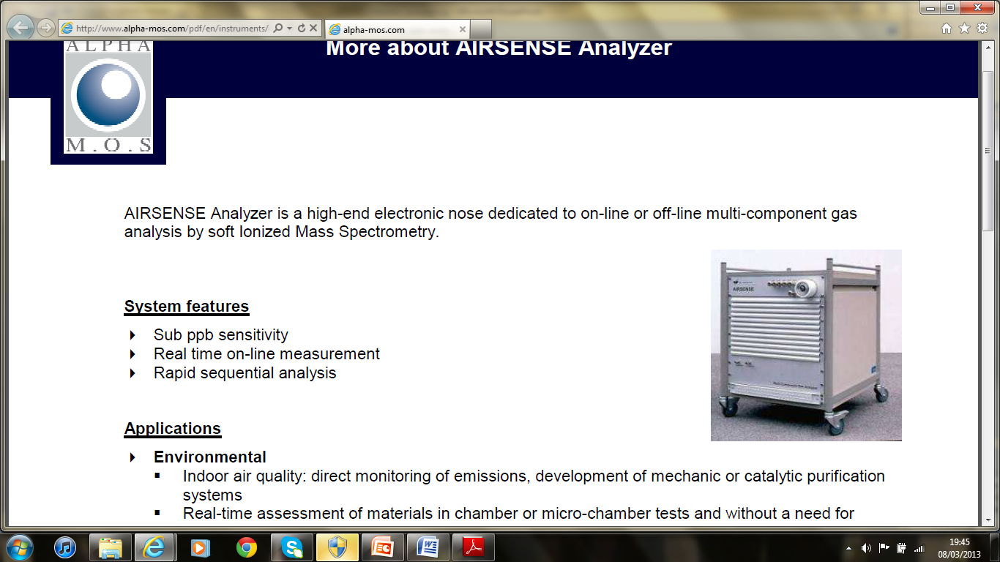 http://www.alpha-mos.com/pdf/en/instruments/
alpha-mos.com
ALPHA
M.O.S
More about AIRSENSE Analyzer
AIRSENSE Analyzer is a high-end electronic nose dedicated to on-line or off-line multi-component gas
analysis by soft Ionized Mass Spectrometry.
System features
Sub ppb sensitivity
Real time on-line measurement
Rapid sequential analysis
AIRSENSE
Multi-Component Gas Analyzer
Applications
Environmental
Indoor air quality: direct monitoring of emissions, development of mechanic or catalytic purification
systems
Real-time assessment of materials in chamber or micro-chamber tests and without a need for
19:45
08/03/2013